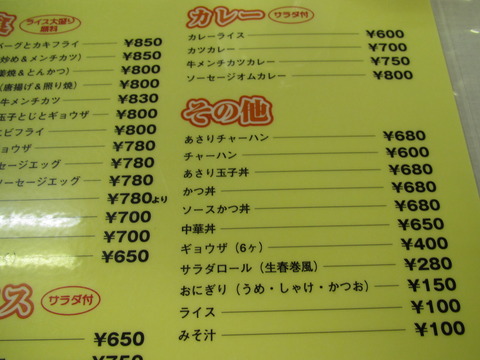 ライス大盛り
無料
バーグとカキフライ ¥850
炒め＆メンチカツ） ¥850
焼＆とんかつ） ¥800
（唐揚げ＆照り焼） ¥800
牛メンチカツ ¥830
玉子とじとギョウザ ¥800
エビフライ ¥800
ョウザ ¥780
セージエッグ ¥780
ソーセージエッグ ¥780
¥780より
¥700
¥700
¥650
ス サラダ付
¥650
¥750
カレー サラダ付
カレーライス ¥600
カツカレー ¥700
牛メンチカツカレー ¥750
ソーセージオムカレー ¥800
その他
あさりチャーハン ¥680
チャーハン ¥600
あさり玉子丼 ¥680
かつ丼 ¥680
ソースかつ丼 ¥680
中華丼 ¥650
ギョウザ（6ヶ） ¥400
サラダロール（生春巻風） ¥280
おにぎり（うめ・しゃけ・かつお） ¥150
ライス ¥100
みそ汁 ¥100